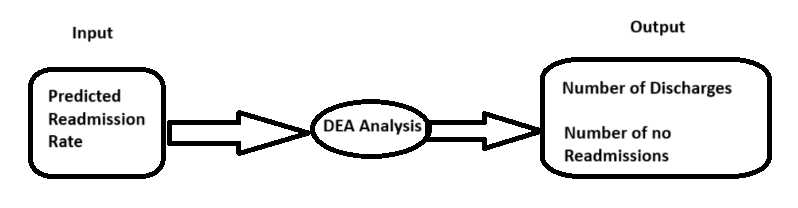 Input
Output
Predicted
Readmission
Rate
DEA Analysis
Number of Discharges
Number of no
Readmissions